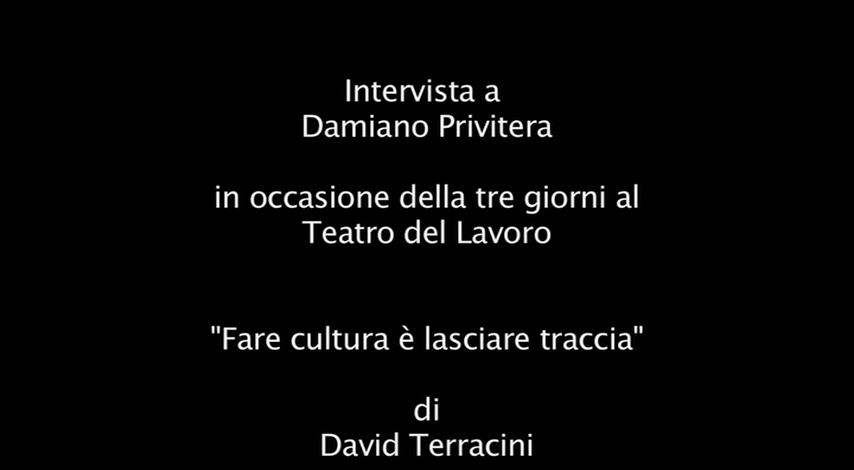 Intervista a
Damiano Privitera
in occasione della tre giorni al
Teatro del Lavoro
"Fare cultura è lasciare traccia"
di
David Terracini